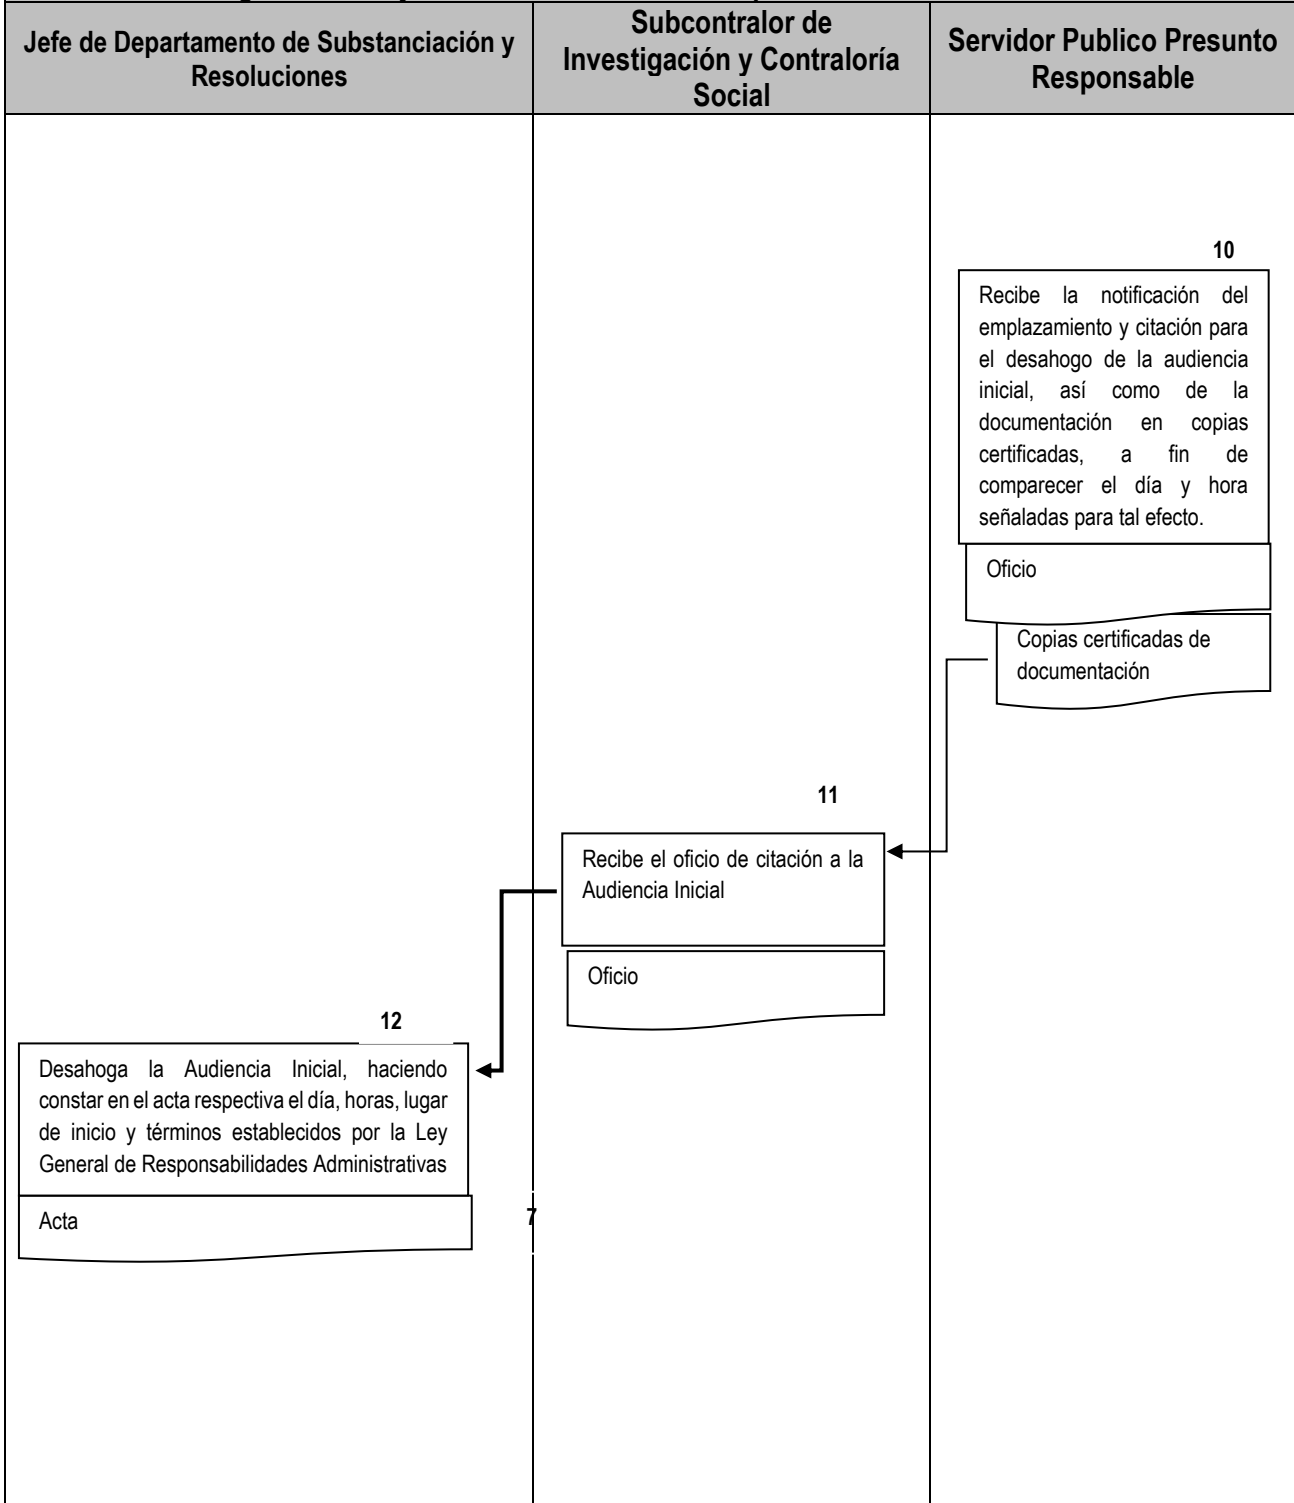 Jefe de Departamento de Substanciación y
Resoluciones
Subcontralor de
Investigación y Contraloría
Social
Servidor Publico Presunto
Responsable
10
Recibe la notificación del
emplazamiento y citación para
el desahogo de la audiencia
inicial, así como de la
documentación en copias
certificadas, a fin de
comparecer el día y hora
señaladas para tal efecto.
Oficio
Copias certificadas de
documentación
11
Recibe el oficio de citación a la
Audiencia Inicial
Oficio
12
Desahoga la Audiencia Inicial, haciendo
constar en el acta respectiva el día, horas, lugar
de inicio y términos establecidos por la Ley
General de Responsabilidades Administrativas
Acta
7